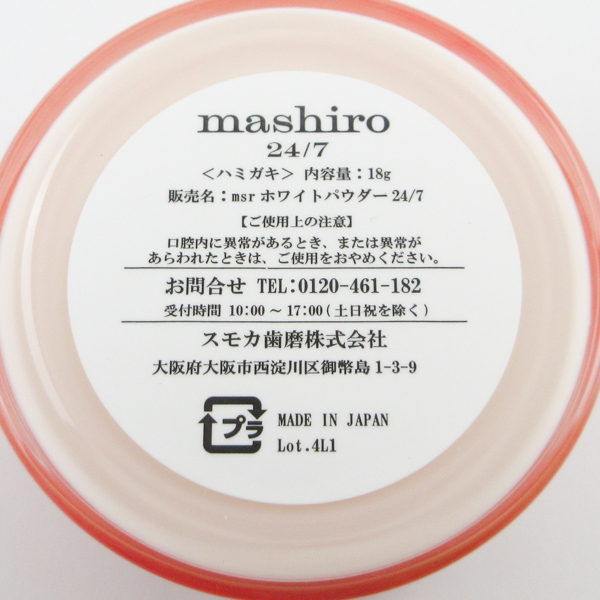 mashiro
24/7
＜ハミガキ＞ 内容量：18g
販売名：msr ホワイトパウダー 24/7
【ご使用上の注意】
口腔内に異常があるとき、または異常が
あらわれたときは、ご使用をおやめください。
お問合せ TEL：0120-461-182
受付時間 10：00 ～ 17：00（土日祝を除く）
スモカ歯磨株式会社
大阪府大阪市西淀川区御幣島 1-3-9
プラ MADE IN JAPAN
Lot.4L1